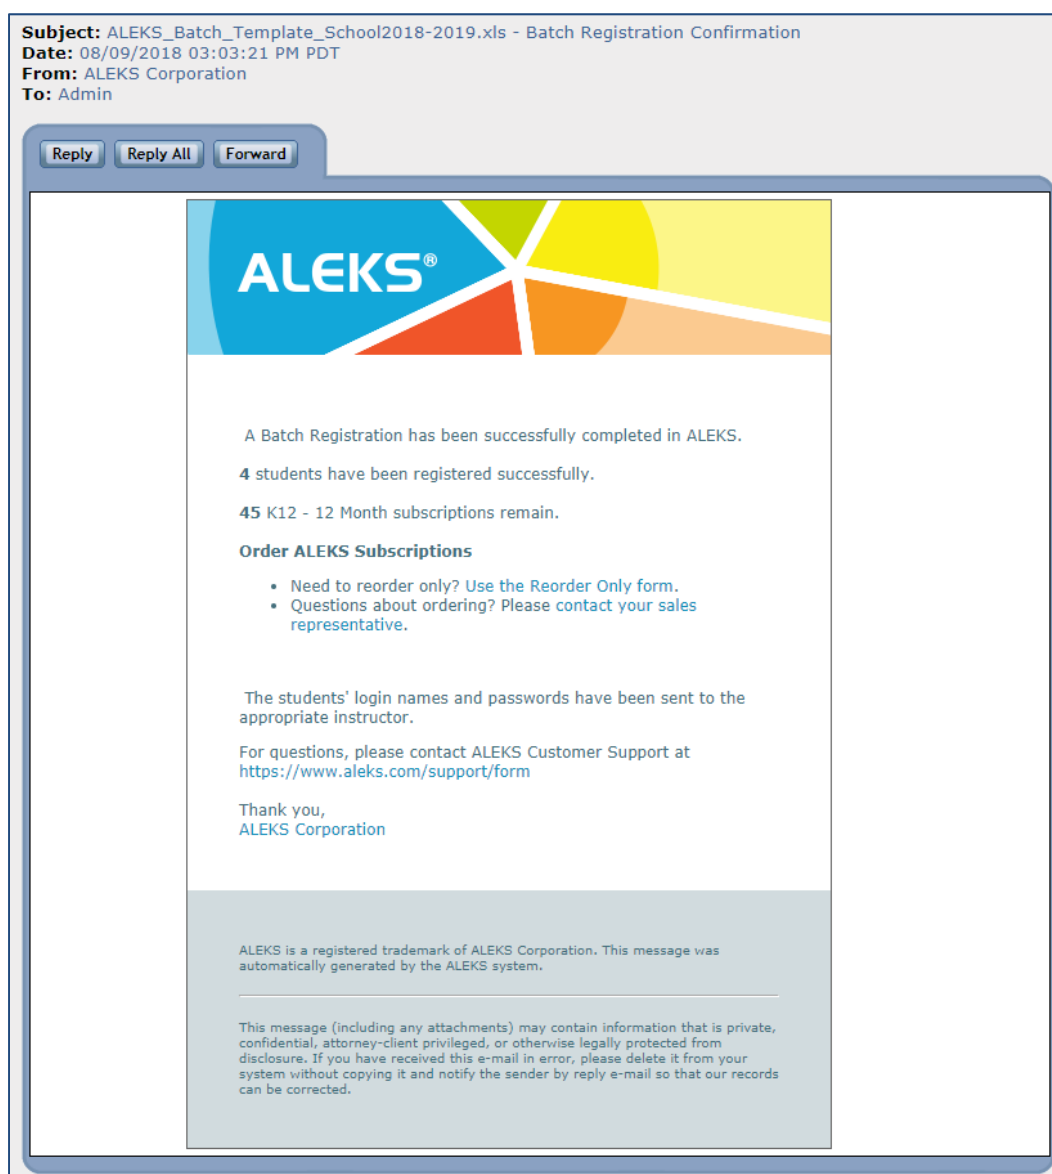 Subject: ALEKS_Batch_Template_School2018-2019.xls - Batch Registration Confirmation
Date: 08/09/2018 03:03:21 PM PDT
From: ALEKS Corporation
To: Admin
Reply Reply All Forward
ALEKS®
A Batch Registration has been successfully completed in ALEKS.
4 students have been registered successfully.
45 K12 - 12 Month subscriptions remain.
Order ALEKS Subscriptions
• Need to reorder only? Use the Reorder Only form.
• Questions about ordering? Please contact your sales
representative.
The students' login names and passwords have been sent to the
appropriate instructor.
For questions, please contact ALEKS Customer Support at
https://www.aleks.com/support/form
Thank you,
ALEKS Corporation
ALEKS is a registered trademark of ALEKS Corporation. This message was
automatically generated by the ALEKS system.
This message (including any attachments) may contain information that is private,
confidential, attorney-client privileged, or otherwise legally protected from
disclosure. If you have received this e-mail in error, please delete it from your
system without copying it and notify the sender by reply e-mail so that our records
can be corrected.